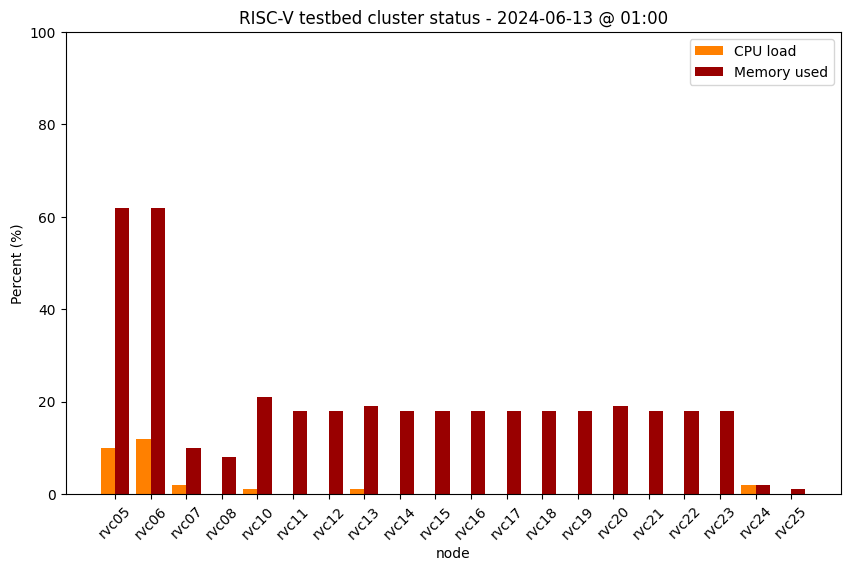 RISC-V testbed cluster status - 2024-06-13 @ 01:00
CPU load
Memory used
Percent (%)
100
80
60
40
20
0
rvc05
rvc06
rvc07
rvc08
rvc10
rvc11
rvc12
rvc13
rvc14
rvc15
rvc16
rvc17
rvc18
rvc19
rvc20
rvc21
rvc22
rvc23
rvc24
rvc25
node